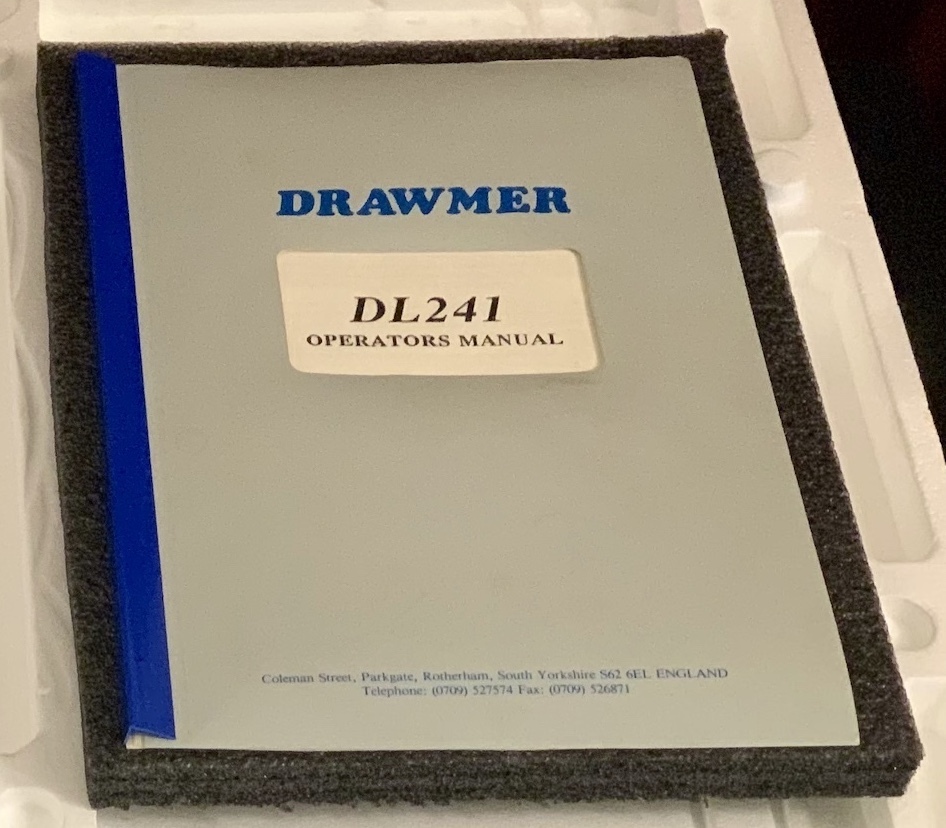 DRAWMER
DL241
OPERATORS MANUAL
Coleman Street, Parkgate, Rotherham, South Yorkshire S62 6EL ENGLAND
Telephone: (0709) 527574 Fax: (0709) 526871